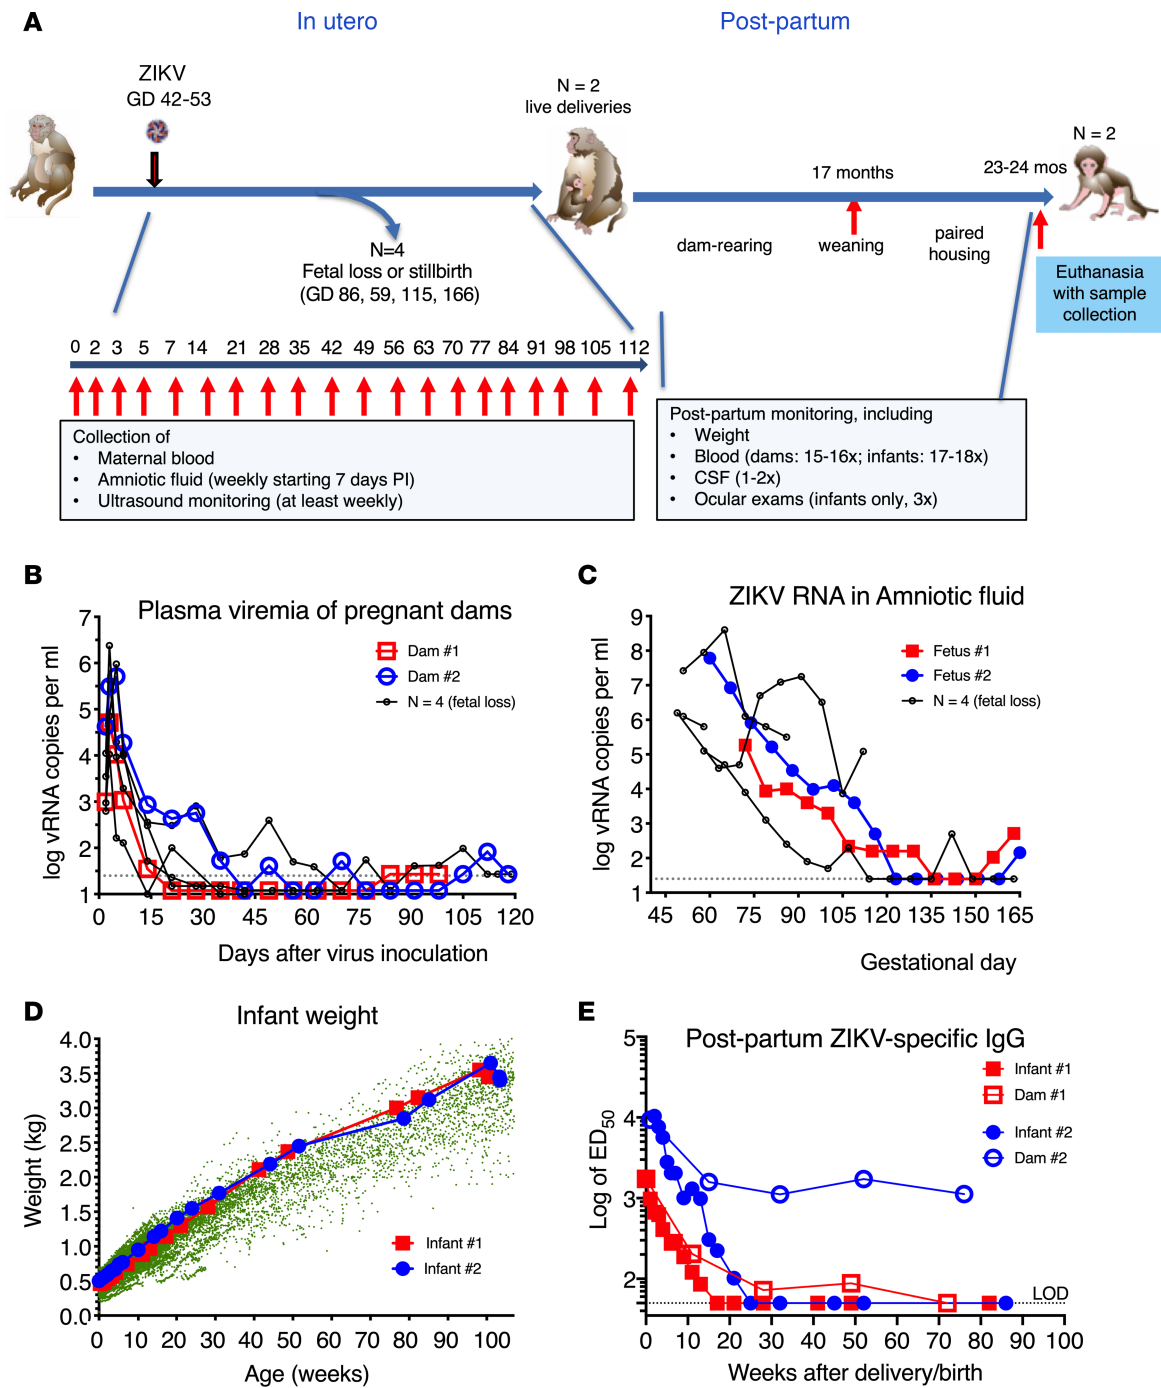 A
In utero
Post-partum
ZIKV
GD 42-53
N = 2
live deliveries
N = 2
23-24 mos
17 months
dam-rearing
weaning
paired
housing
N=4
Fetal loss or stillbirth
(GD 86, 59, 115, 166)
Euthanasia
with sample
collection
0 2 3 5 7 14 21 28 35 42 49 56 63 70 77 84 91 98 105 112
Collection of
• Maternal blood
• Amniotic fluid (weekly starting 7 days PI)
• Ultrasound monitoring (at least weekly)
Post-partum monitoring, including
• Weight
• Blood (dams: 15-16x; infants: 17-18x)
• CSF (1-2x)
• Ocular exams (infants only, 3x)
B
Plasma viremia of pregnant dams
log vRNA copies per ml
7
6
5
4
3
2
1
Dam #1
Dam #2
N = 4 (fetal loss)
0 15 30 45 60 75 90 105 120
Days after virus inoculation
C
ZIKV RNA in Amniotic fluid
log vRNA copies per ml
9
8
7
6
5
4
3
2
1
Fetus #1
Fetus #2
N = 4 (fetal loss)
45 60 75 90 105 120 135 150 165
Gestational day
D
Infant weight
Weight (kg)
4.0
3.5
3.0
2.5
2.0
1.5
1.0
0.5
0.0
Infant #1
Infant #2
0 10 20 30 40 50 60 70 80 90 100
Age (weeks)
E
Post-partum ZIKV-specific IgG
Log of ED50
5
4
3
2
Infant #1
Dam #1
Infant #2
Dam #2
LOD
0 10 20 30 40 50 60 70 80 90 100
Weeks after delivery/birth